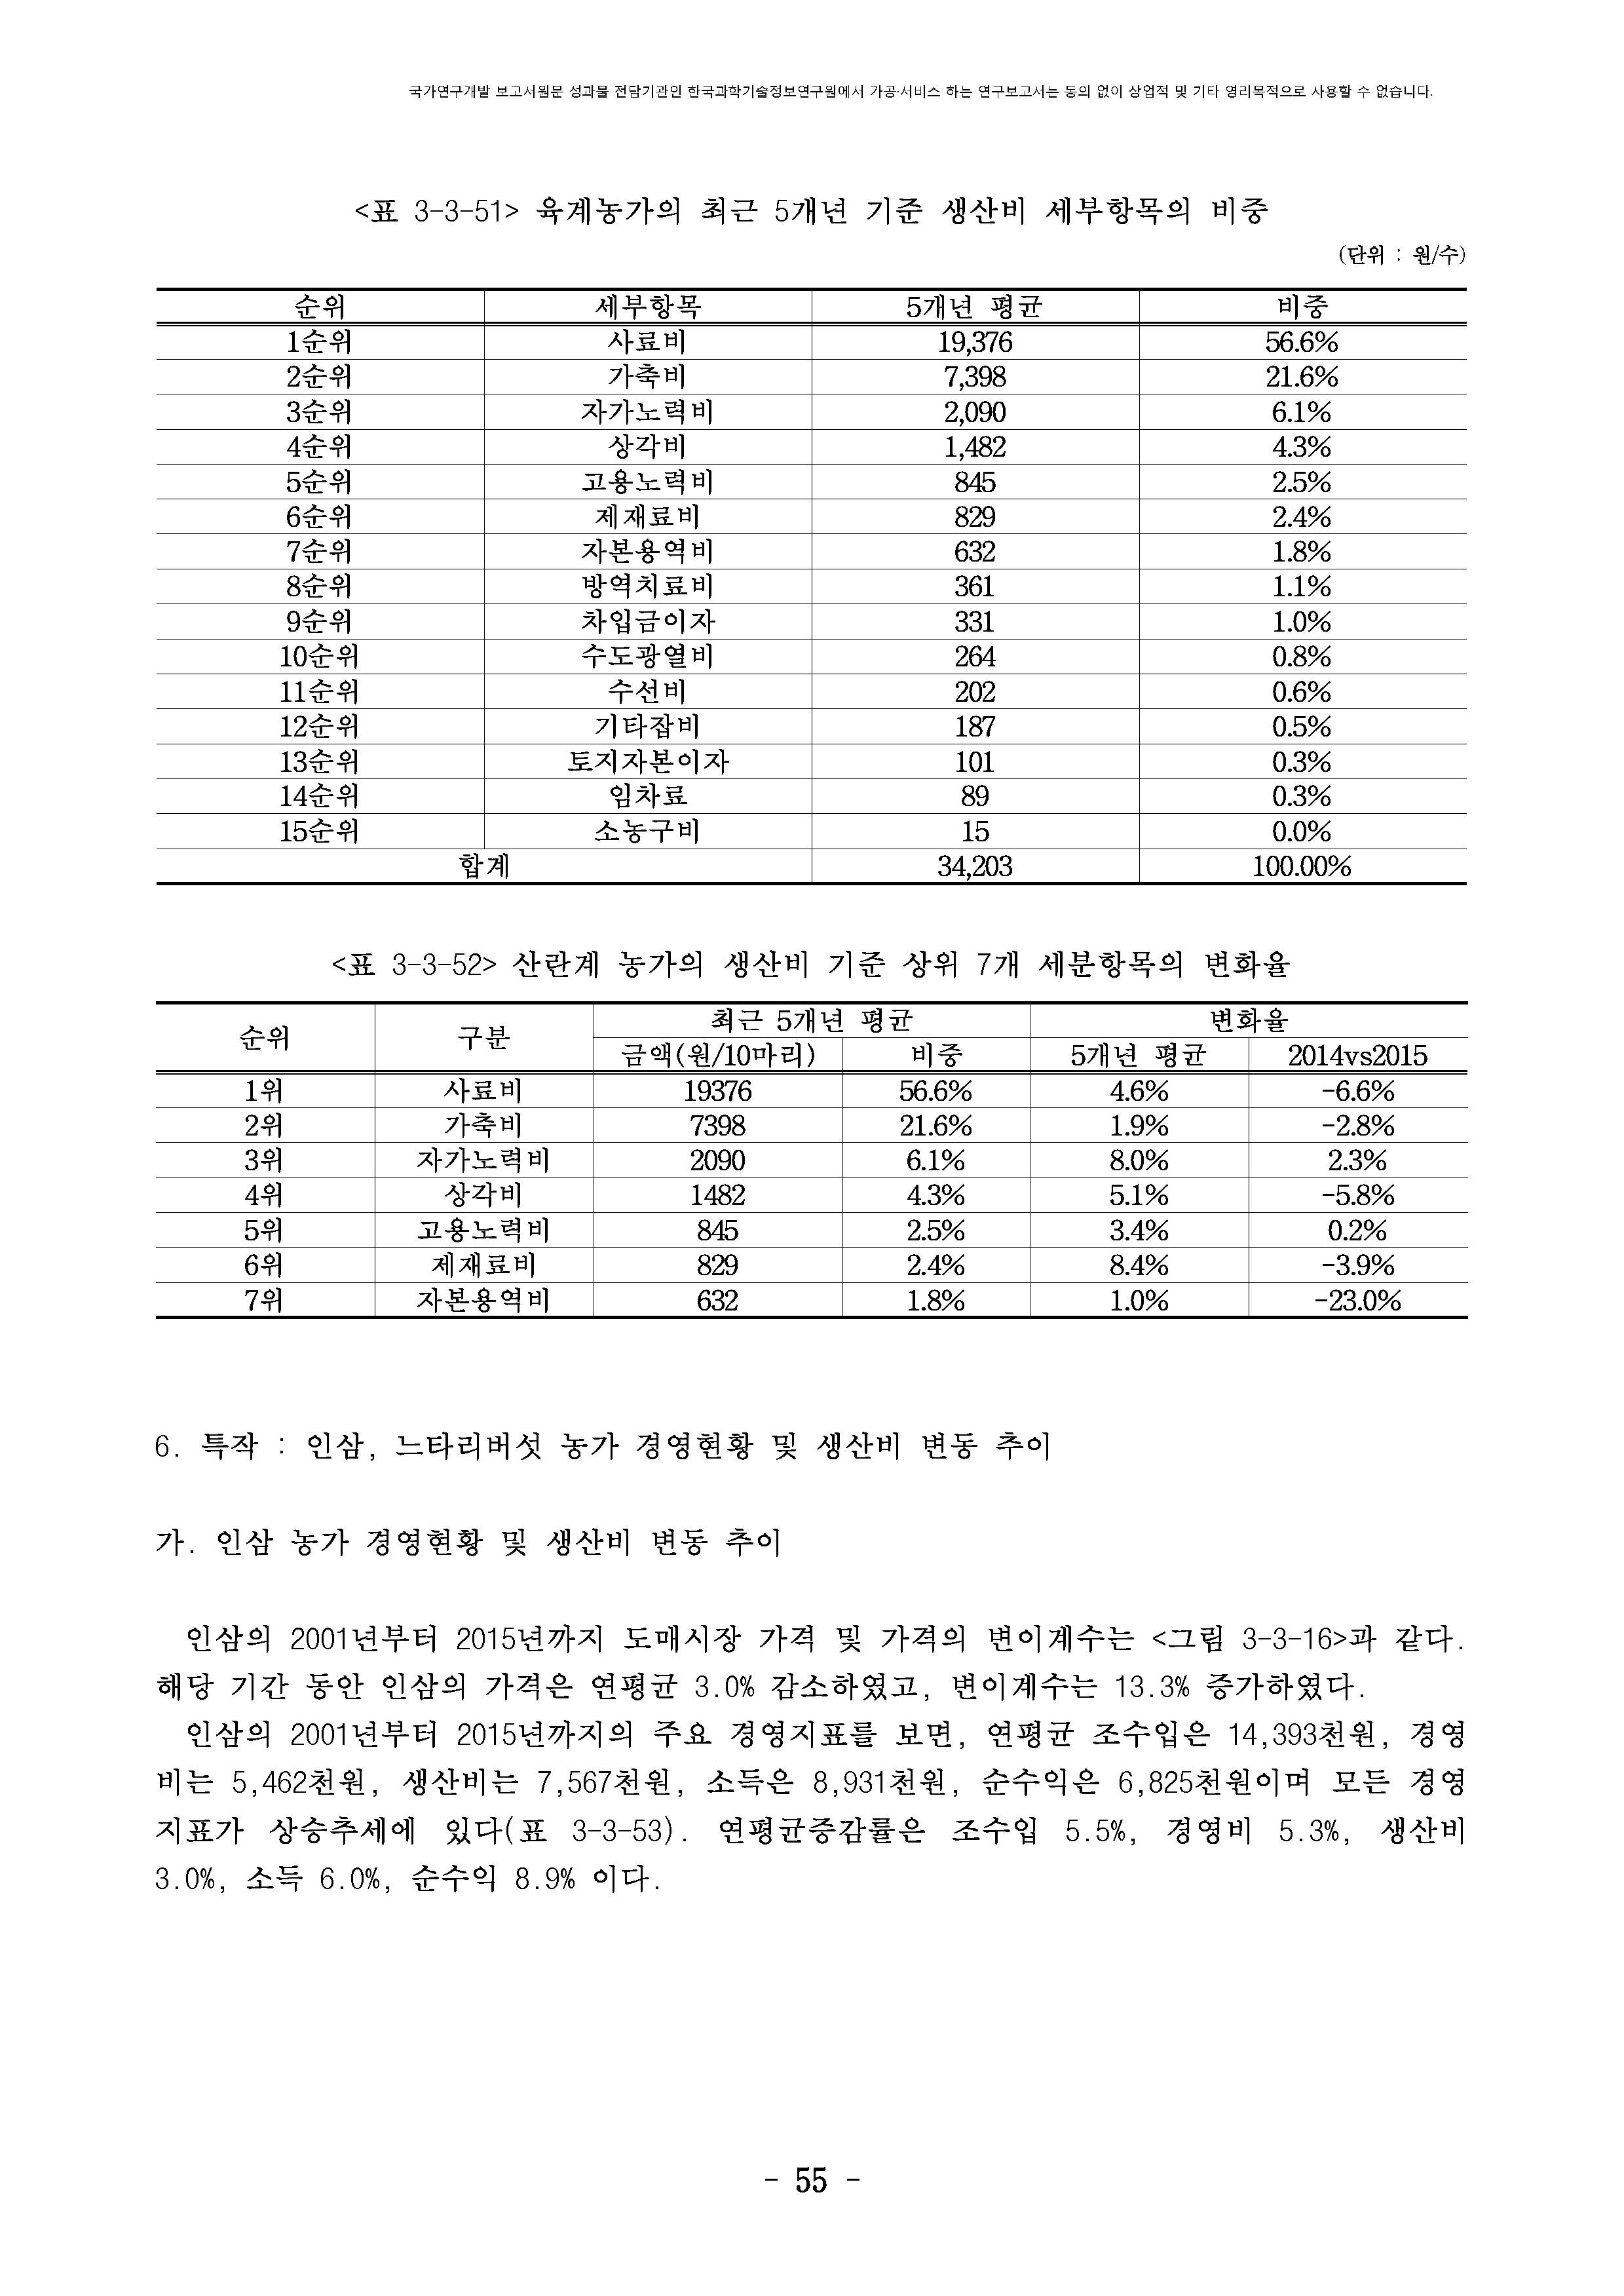 국가연구개발 보고서원문 성과물 전담기관인 한국과학기술정보연구원에서 가공·서비스 하는 연구보고서는 동의 없이 상업적 및 기타 영리목적으로 사용할 수 없습니다.
<표 3-3-51> 육계농가의 최근 5개년 기준 생산비 세부항목의 비중
(단위 : 원/수)
순위 세부항목 5개년 평균 비중
1순위 사료비 19,376 56.6%
2순위 가축비 7,398 21.6%
3순위 자가노력비 2,090 6.1%
4순위 상각비 1,482 4.3%
5순위 고용노력비 845 2.5%
6순위 제재료비 829 2.4%
7순위 자본용역비 632 1.8%
8순위 방역치료비 361 1.1%
9순위 차입금이자 331 1.0%
10순위 수도광열비 264 0.8%
11순위 수선비 202 0.6%
12순위 기타잡비 187 0.5%
13순위 토지자본이자 101 0.3%
14순위 임차료 89 0.3%
15순위 소농구비 15 0.0%
합계 34,203 100.00%
<표 3-3-52> 산란계 농가의 생산비 기준 상위 7개 세분항목의 변화율
순위 구분 최근 5개년 평균 변화율
금액(원/10마리) 비중 5개년 평균 2014vs2015
1위 사료비 19376 56.6% 4.6% -6.6%
2위 가축비 7398 21.6% 1.9% -2.8%
3위 자가노력비 2090 6.1% 8.0% 2.3%
4위 상각비 1482 4.3% 5.1% -5.8%
5위 고용노력비 845 2.5% 3.4% 0.2%
6위 제재료비 829 2.4% 8.4% -3.9%
7위 자본용역비 632 1.8% 1.0% -23.0%
6. 특작 : 인삼, 느타리버섯 농가 경영현황 및 생산비 변동 추이
가. 인삼 농가 경영현황 및 생산비 변동 추이
인삼의 2001년부터 2015년까지 도매시장 가격 및 가격의 변이계수는 <그림 3-3-16>과 같다.
해당 기간 동안 인삼의 가격은 연평균 3.0% 감소하였고, 변이계수는 13.3% 증가하였다.
인삼의 2001년부터 2015년까지의 주요 경영지표를 보면, 연평균 조수입은 14,393천원, 경영
비는 5,462천원, 생산비는 7,567천원, 소득은 8,931천원, 순수익은 6,825천원이며 모든 경영
지표가 상승추세에 있다(표 3-3-53). 연평균증감률은 조수입 5.5%, 경영비 5.3%, 생산비
3.0%, 소득 6.0%, 순수익 8.9% 이다.
- 55 -